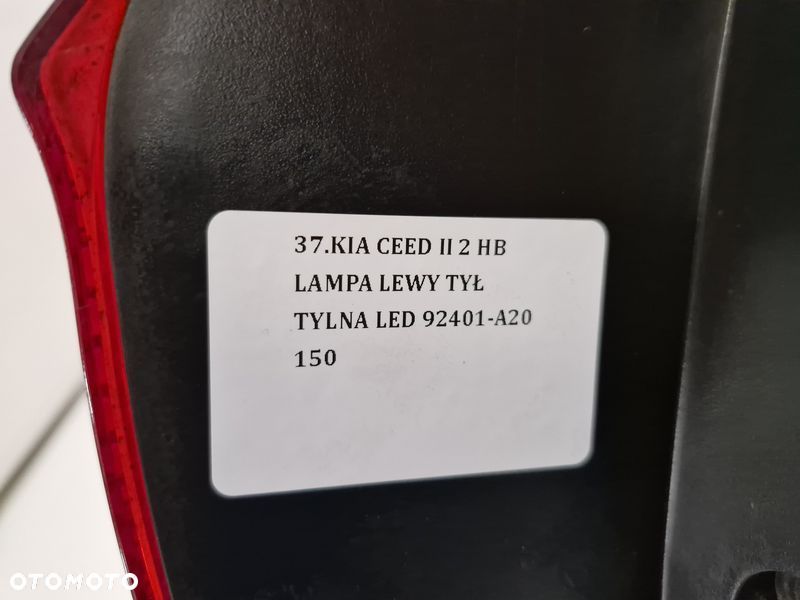 37.KIA CEED II 2 HB
LAMPA LEWY TYŁ
TYLNA LED 92401-A20
150
OTOMOTO